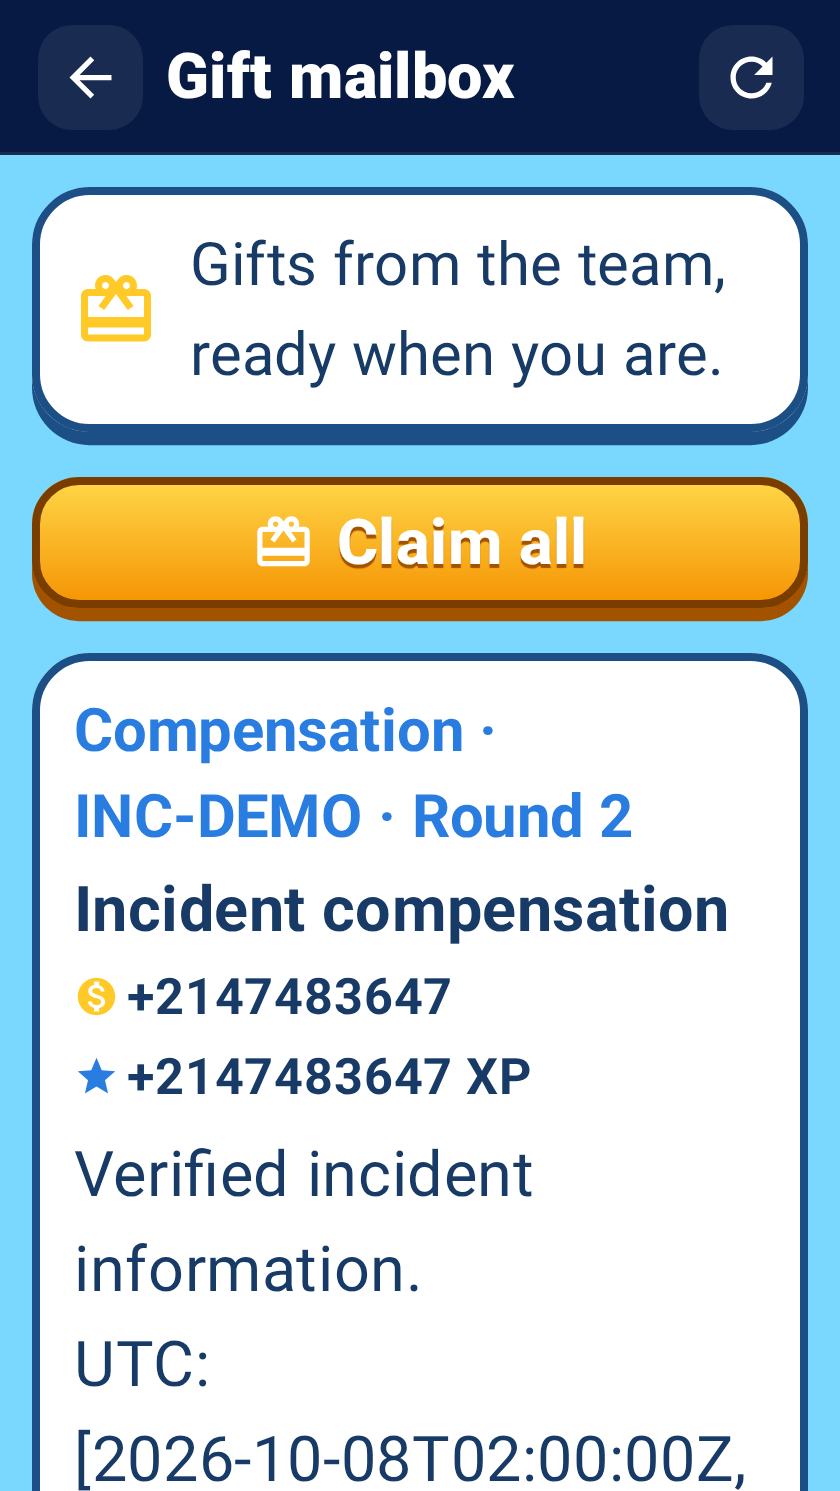 Gift mailbox
Gifts from the team,
ready when you are.
Claim all
Compensation ·
INC-DEMO · Round 2
Incident compensation
+2147483647
+2147483647 XP
Verified incident
information.
UTC:
[2026-10-08T02:00:00Z,